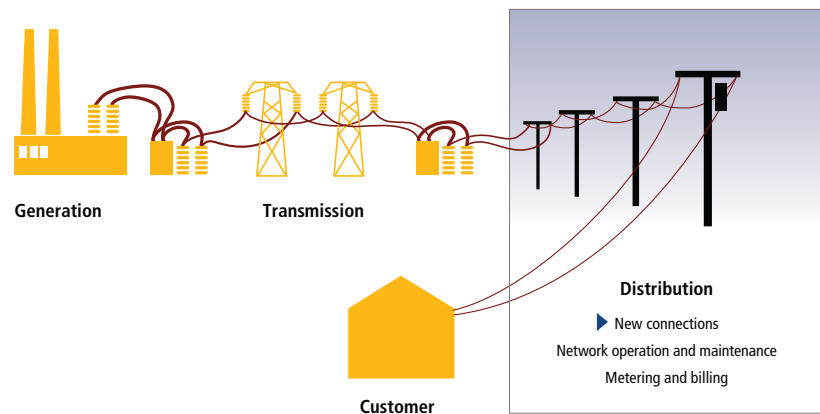 Generation
Transmission
Distribution
New connections
Network operation and maintenance
Metering and billing
Customer